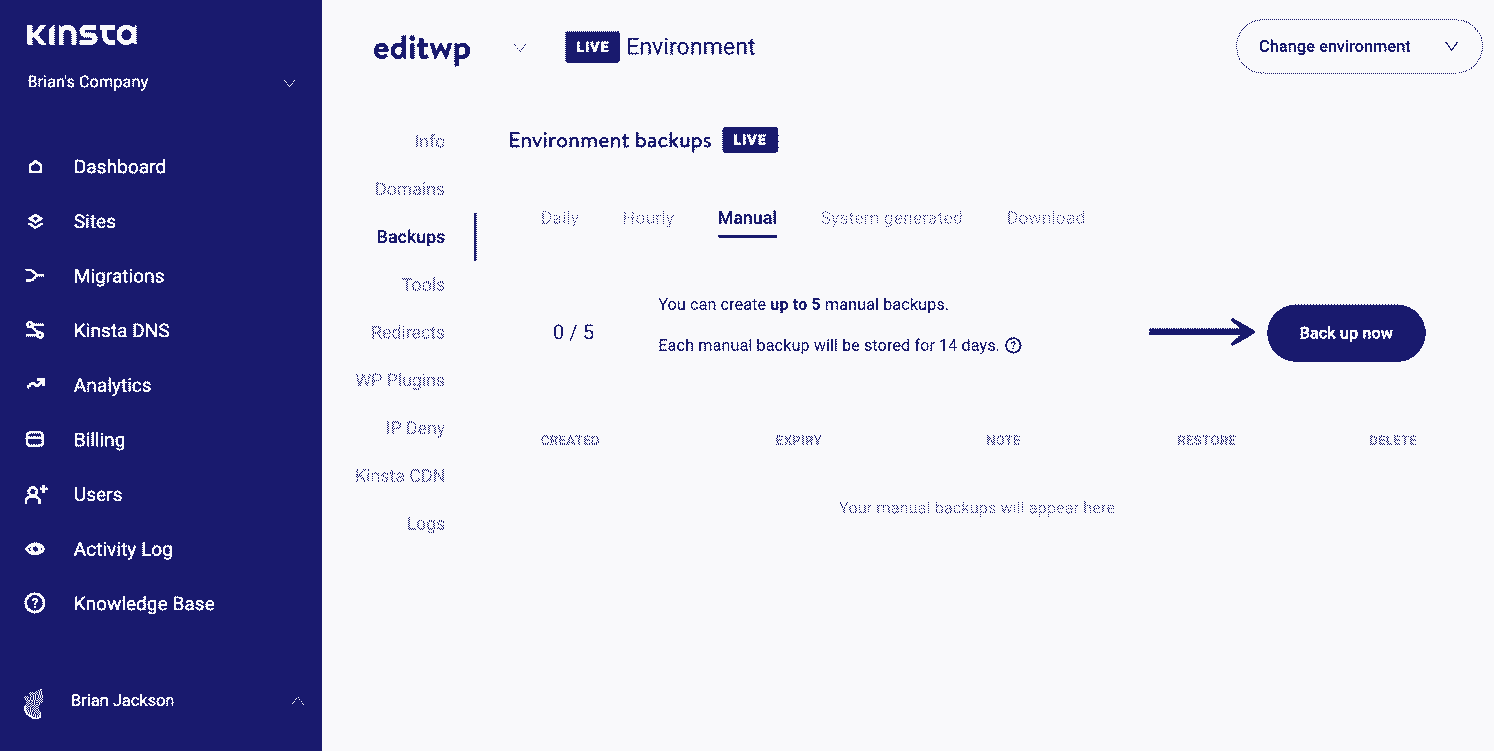 KINSTA
Brian's Company
Dashboard
Sites
Migrations
Kinsta DNS
Analytics
Billing
Users
Activity Log
Knowledge Base
Brian Jackson
editwp LIVE Environment
Change environment
Info
Domains
Backups
Tools
Redirects
WP Plugins
IP Deny
Kinsta CDN
Logs
Environment backups LIVE
Daily Hourly Manual System generated Download
0 / 5
You can create up to 5 manual backups.
Each manual backup will be stored for 14 days.
Back up now
CREATED EXPIRY NOTE RESTORE DELETE
Your manual backups will appear here